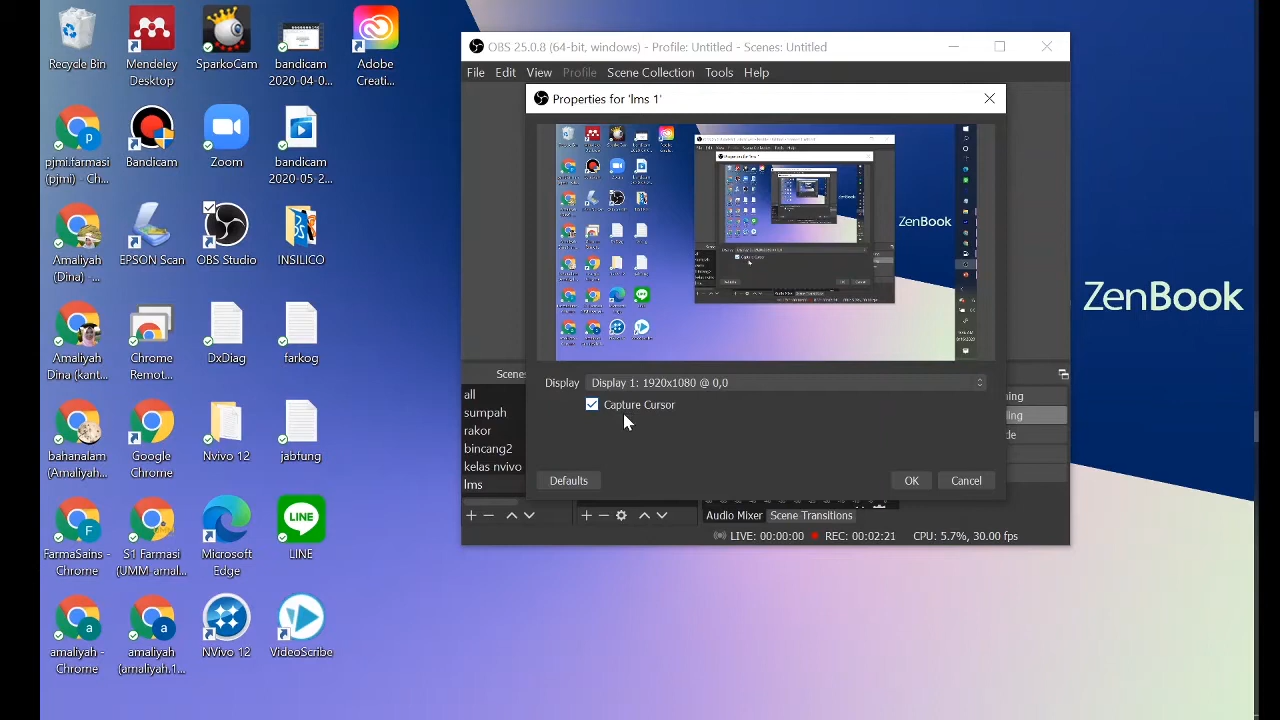 Recycle Bin
Mendeley
Desktop
SparkoCam
bandicam
2020-04-0...
Adobe
Creati...
pjmlfarmasi
(pjmlf - Ch...
Bandicam
Zoom
bandicam
2020-05-2...
Amaliyah
(Dina) -...
EPSON Scan
OBS Studio
INSILICO
Amaliyah
Dina (kant...
Chrome
Remot...
DxDiag
farkog
bahanalam
(Amaliyah...
Google
Chrome
Nvivo 12
jabfung
FarmaSains -
Chrome
S1 Farmasi
(UMM-amal...
Microsoft
Edge
LINE
amaliyah -
Chrome
amaliyah
(amaliyah.1...
NVivo 12
VideoScribe
OBS 25.0.8 (64-bit, windows) - Profile: Untitled - Scenes: Untitled
File Edit View Profile Scene Collection Tools Help
Properties for 'lms 1'
ZenBook
ZenBook
Display Display 1: 1920x1080 @ 0,0
Capture Cursor
Defaults OK Cancel
Scenes
all
sumpah
rakor
bincang2
kelas nvivo
lms
Audio Mixer Scene Transitions
LIVE: 00:00:00 REC: 00:02:21 CPU: 5.7%, 30.00 fps